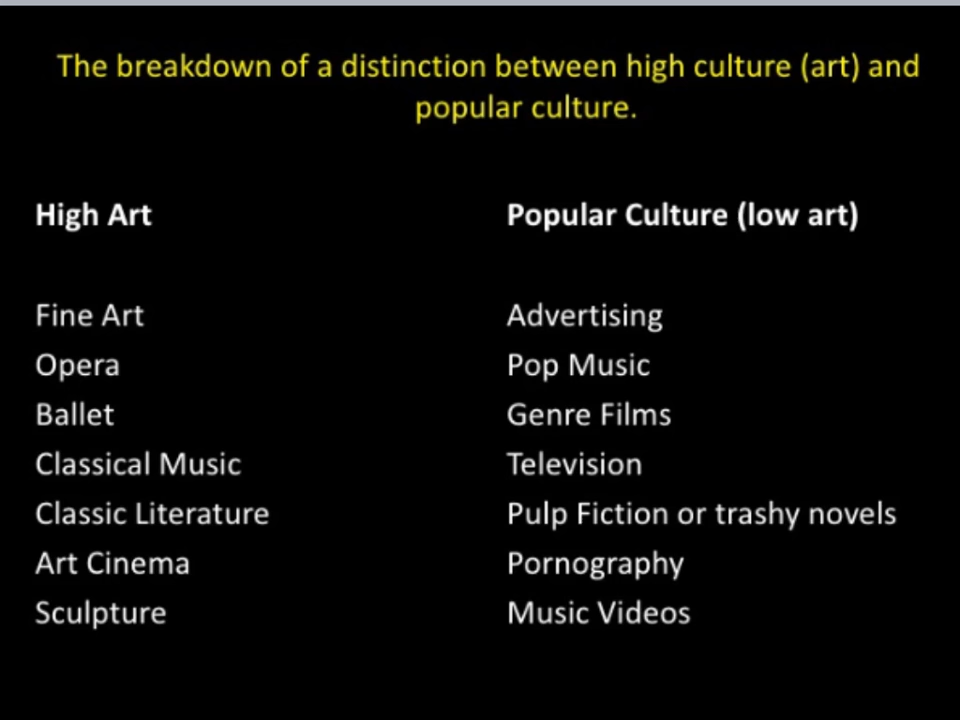 The breakdown of a distinction between high culture (art) and
popular culture.
High Art
Fine Art
Opera
Ballet
Classical Music
Classic Literature
Art Cinema
Sculpture
Popular Culture (low art)
Advertising
Pop Music
Genre Films
Television
Pulp Fiction or trashy novels
Pornography
Music Videos